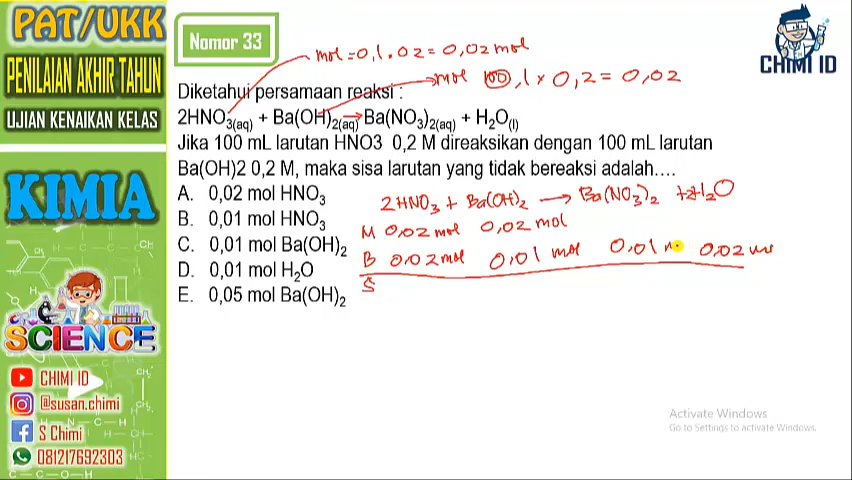 PAT/UKK
PENILAIAN AKHIR TAHUN
UJIAN KENAIKAN KELAS
KIMIA
SCIENCE
CHIMI ID
@susan.chimi
S Chimi
081217692303
Nomor 33
CHIMI ID
mol = 0,1 . 02 = 0,02 mol
mol 100,1 x 0,2 = 0,02
Diketahui persamaan reaksi :
2HNO3(aq) + Ba(OH)2(aq) → Ba(NO3)2(aq) + H2O(l)
Jika 100 mL larutan HNO3 0,2 M direaksikan dengan 100 mL larutan
Ba(OH)2 0,2 M, maka sisa larutan yang tidak bereaksi adalah....
A. 0,02 mol HNO3
B. 0,01 mol HNO3
C. 0,01 mol Ba(OH)2
D. 0,01 mol H2O
E. 0,05 mol Ba(OH)2
2HNO3 + Ba(OH)2 → Ba(NO3)2 + 2H2O
M 0,02 mol 0,02 mol
B 0,02 mol 0,01 mol 0,01 0,02
S
Activate Windows
Go to Settings to activate Windows.